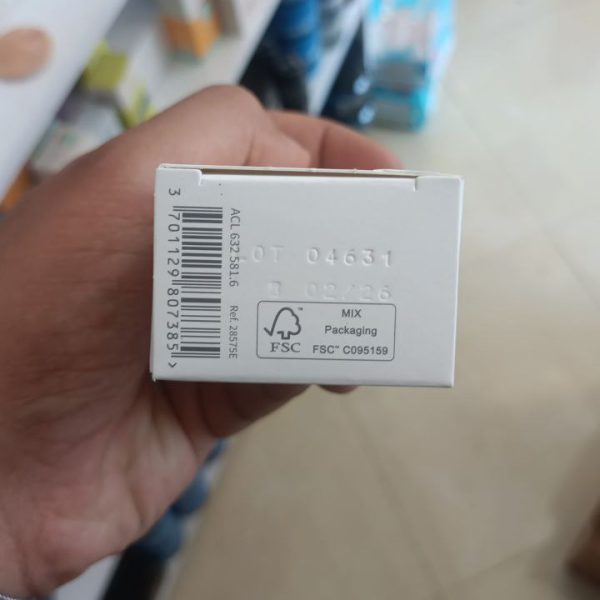 3 701129 807385 >
ACL 632 581.6 Ref. 28575E
LOT 04631
02/26
FSC
MIX
Packaging
FSC™ C095159